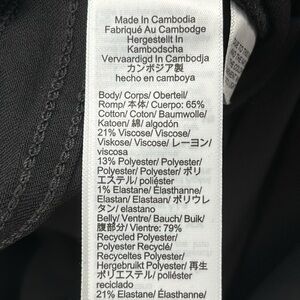 Made In Cambodia
Fabriqué Au Cambodge
Hergestellt In
Kambodscha
Vervaardigd In Cambodja
カンボジア製
hecho en camboya
Body/ Corps/ Oberteil/
Romp/ 本体/ Cuerpo: 65%
Cotton/ Coton/ Baumwolle/
Katoen/ 綿/ algodón
21% Viscose/ Viscose/
Viskose/ Viscose/ レーヨン/
viscosa
13% Polyester/ Polyester/
Polyester/ Polyester/ ポリ
エステル/ poliéster
1% Elastane/ Élasthanne/
Elastan/ Elastaan/ ポリウレ
タン/ elastano
Belly/ Ventre/ Bauch/ Buik/
腹部分/ Vientre: 79%
Recycled Polyester/
Polyester Recyclé/
Recyceltes Polyester/
Hergebruikt Polyester/ 再生
ポリエステル/ poliéster
reciclado
21% Elastane/ Élasthanne/